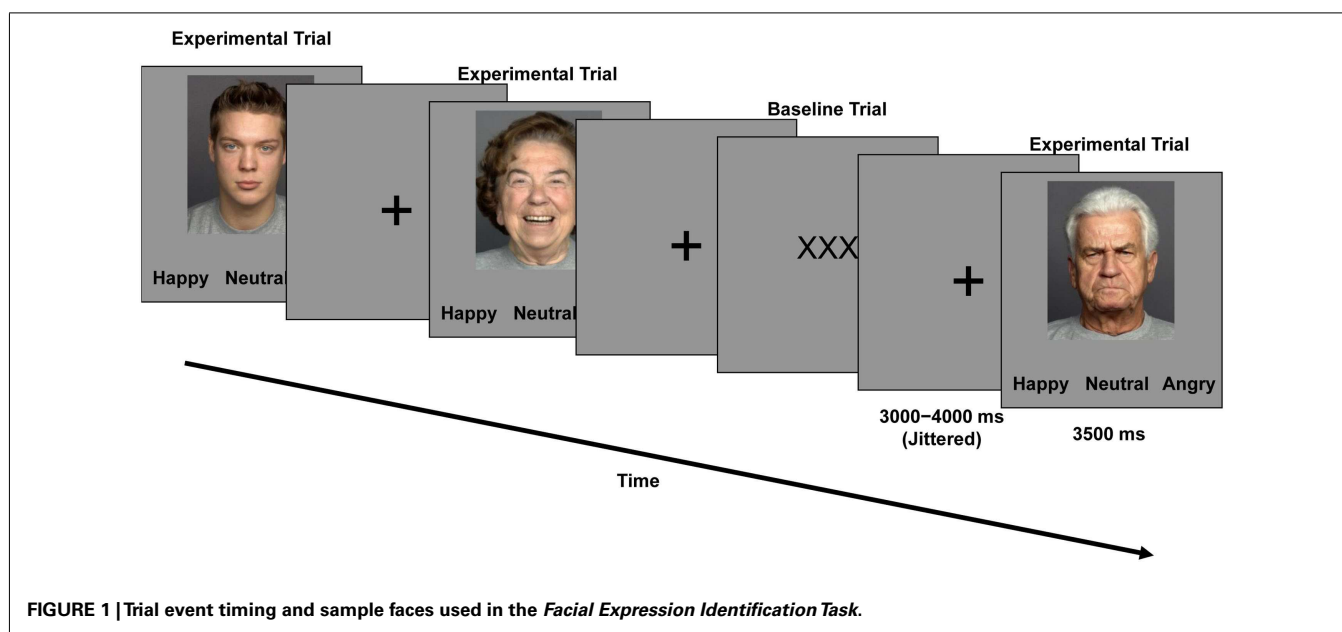 Experimental Trial
Experimental Trial
Baseline Trial
Experimental Trial
+
+
XXX
+
Happy Neutral
Happy Neutral
Happy Neutral Angry
3000–4000 ms
(Jittered)
3500 ms
Time
FIGURE 1 | Trial event timing and sample faces used in the Facial Expression Identification Task.